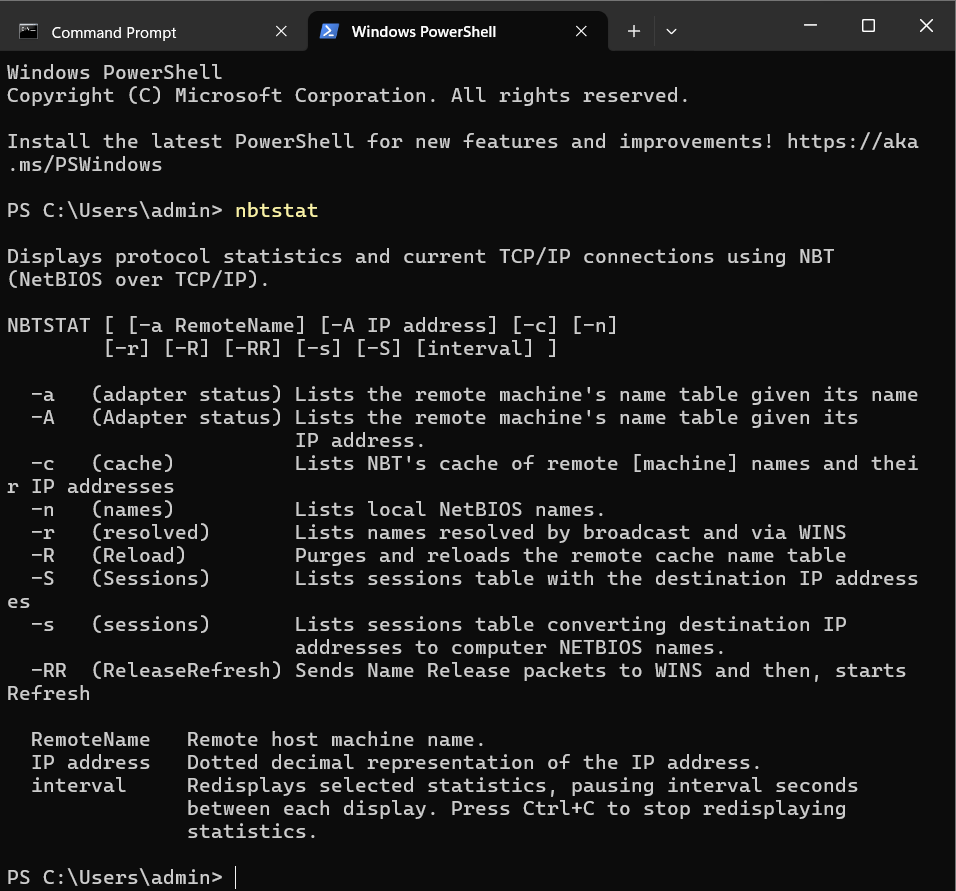 Command Prompt
Windows PowerShell
Windows PowerShell
Copyright (C) Microsoft Corporation. All rights reserved.
Install the latest PowerShell for new features and improvements! https://aka
.ms/PSWindows
PS C:\Users\admin> nbtstat
Displays protocol statistics and current TCP/IP connections using NBT
(NetBIOS over TCP/IP).
NBTSTAT [ [-a RemoteName] [-A IP address] [-c] [-n]
[-r] [-R] [-RR] [-s] [-S] [interval] ]
-a (adapter status) Lists the remote machine's name table given its name
-A (Adapter status) Lists the remote machine's name table given its
IP address.
-c (cache) Lists NBT's cache of remote [machine] names and thei
r IP addresses
-n (names) Lists local NetBIOS names.
-r (resolved) Lists names resolved by broadcast and via WINS
-R (Reload) Purges and reloads the remote cache name table
-S (Sessions) Lists sessions table with the destination IP address
es
-s (sessions) Lists sessions table converting destination IP
addresses to computer NETBIOS names.
-RR (ReleaseRefresh) Sends Name Release packets to WINS and then, starts
Refresh
RemoteName Remote host machine name.
IP address Dotted decimal representation of the IP address.
interval Redisplays selected statistics, pausing interval seconds
between each display. Press Ctrl+C to stop redisplaying
statistics.
PS C:\Users\admin>